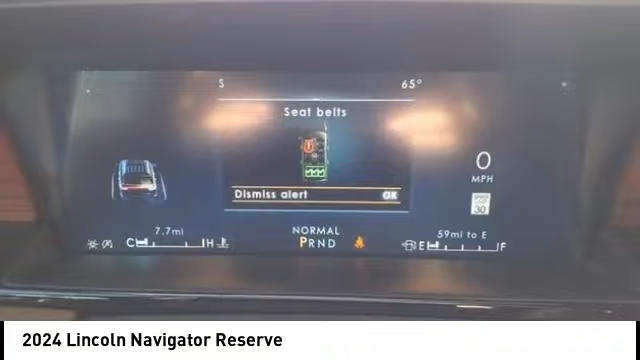 S 65°
Seat belts
Dismiss alert OK
0
MPH
30
7.7mi
NORMAL
59mi to E
C H
PRND
E F
2024 Lincoln Navigator Reserve